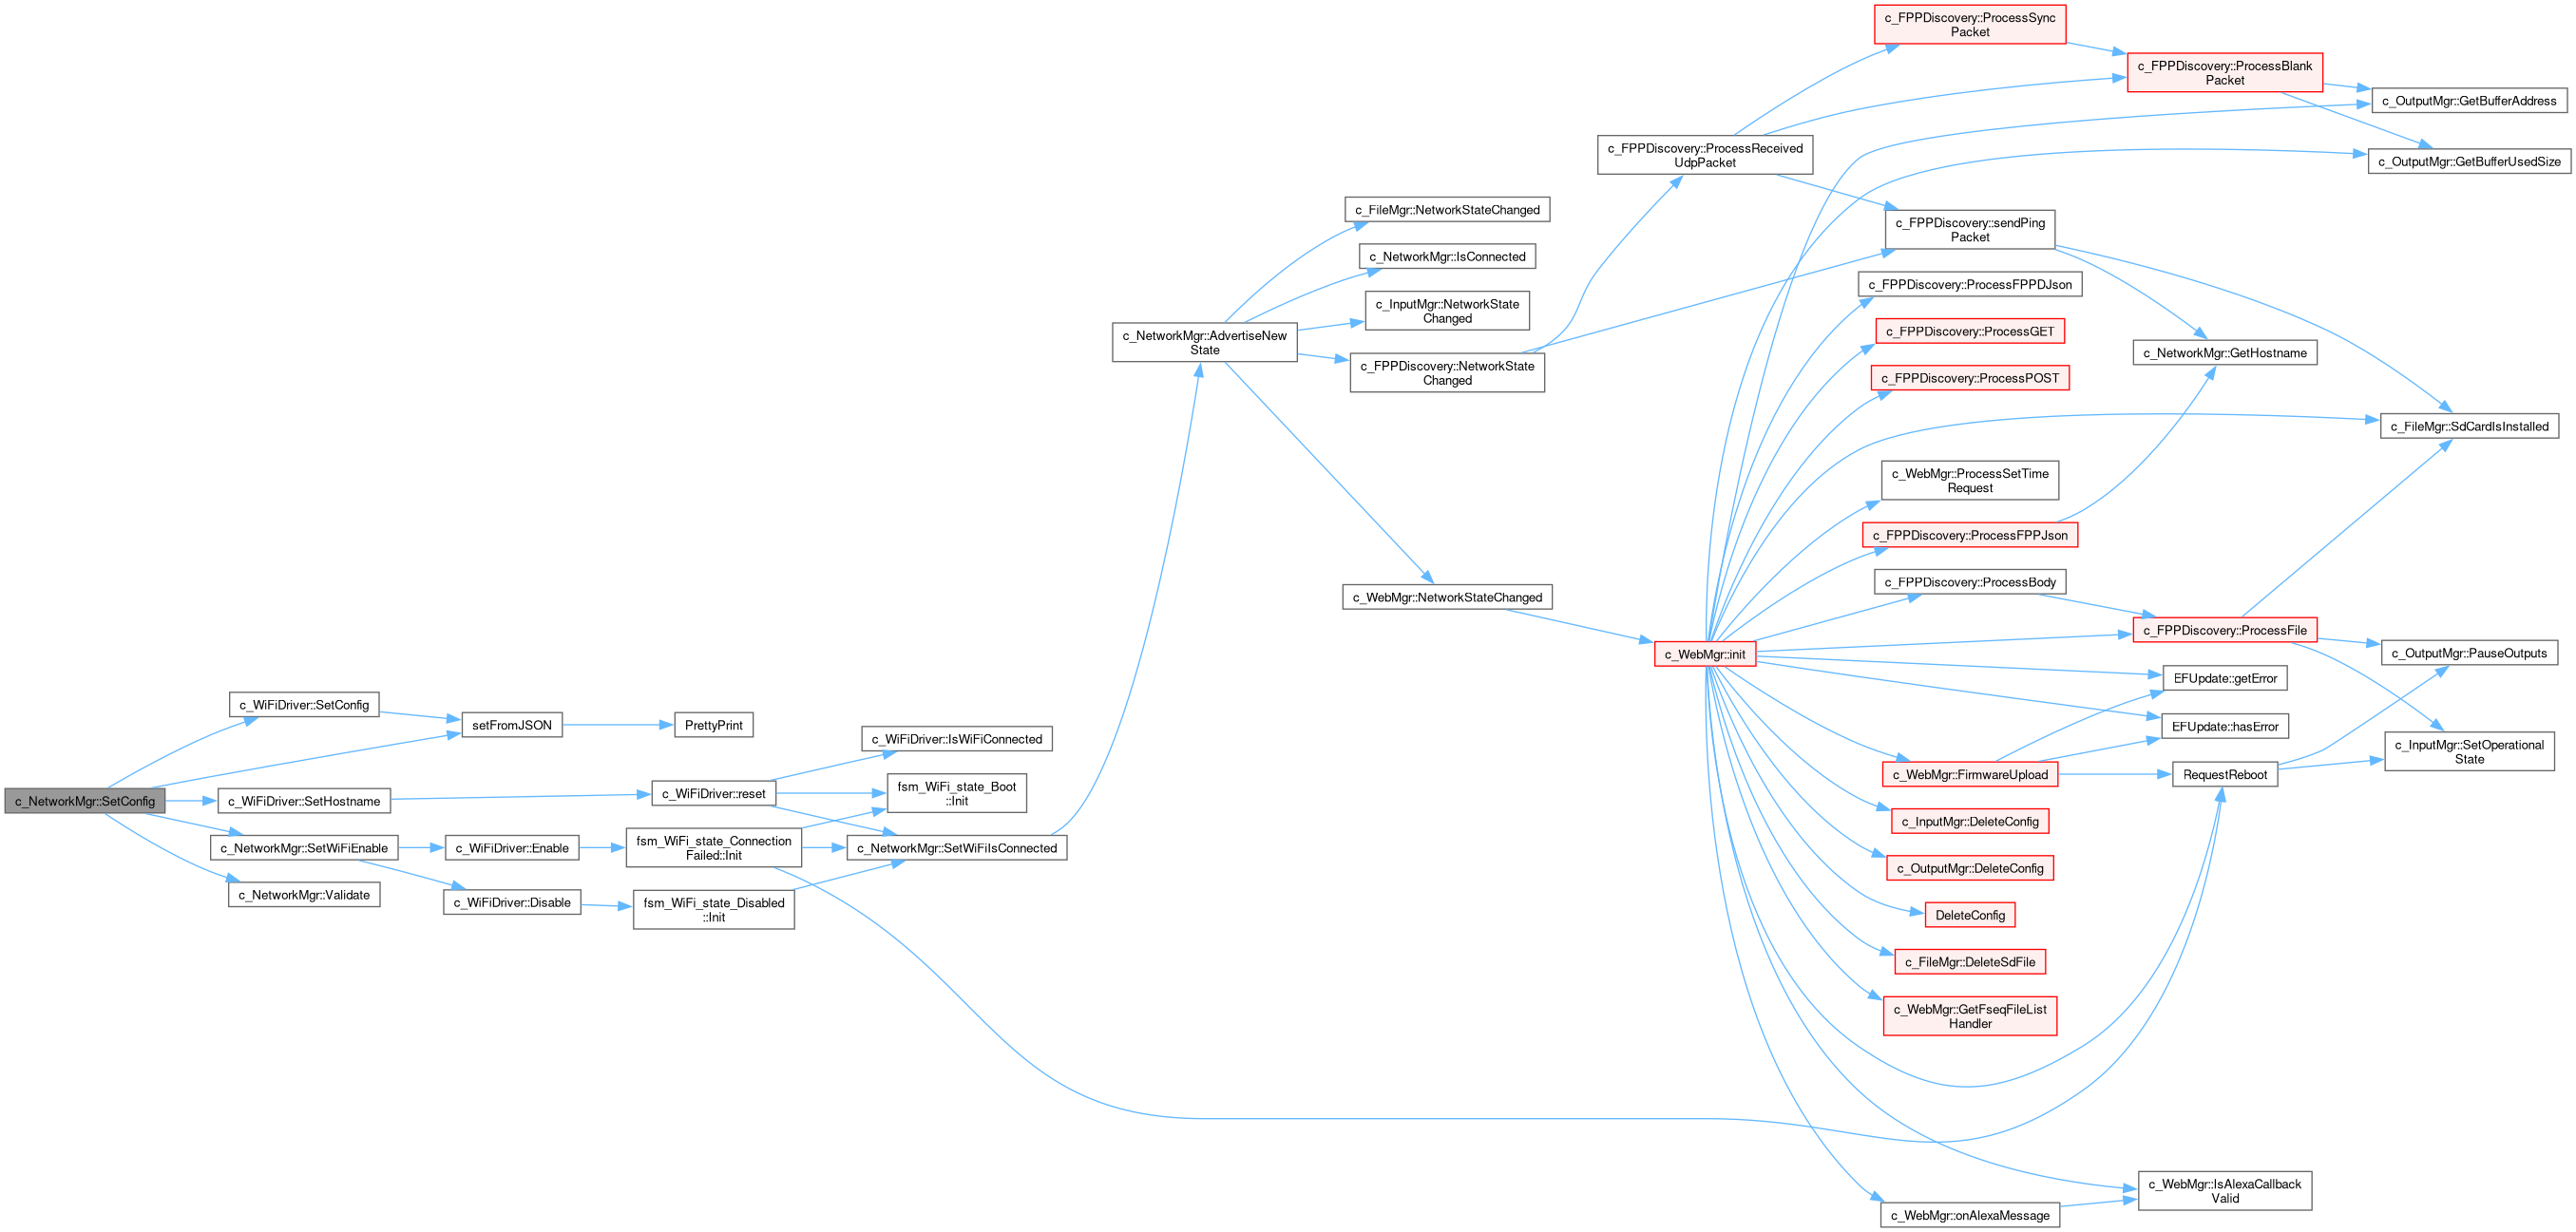 c_NetworkMgr::SetConfig
c_WiFiDriver::SetConfig
setFromJSON
PrettyPrint
c_WiFiDriver::SetHostname
c_NetworkMgr::SetWiFiEnable
c_NetworkMgr::Validate
c_WiFiDriver::Enable
c_WiFiDriver::Disable
c_WiFiDriver::reset
fsm_WiFi_state_Connection
Failed::Init
fsm_WiFi_state_Disabled
::Init
c_WiFiDriver::IsWiFiConnected
fsm_WiFi_state_Boot
::Init
c_NetworkMgr::SetWiFiIsConnected
c_NetworkMgr::AdvertiseNew
State
c_FileMgr::NetworkStateChanged
c_NetworkMgr::IsConnected
c_InputMgr::NetworkState
Changed
c_FPPDiscovery::NetworkState
Changed
c_WebMgr::NetworkStateChanged
c_FPPDiscovery::ProcessReceived
UdpPacket
c_WebMgr::init
c_FPPDiscovery::ProcessSync
Packet
c_FPPDiscovery::ProcessBlank
Packet
c_OutputMgr::GetBufferAddress
c_OutputMgr::GetBufferUsedSize
c_FPPDiscovery::sendPing
Packet
c_FPPDiscovery::ProcessFPPDJson
c_FPPDiscovery::ProcessGET
c_NetworkMgr::GetHostname
c_FPPDiscovery::ProcessPOST
c_FileMgr::SdCardIsInstalled
c_WebMgr::ProcessSetTime
Request
c_FPPDiscovery::ProcessFPPJson
c_FPPDiscovery::ProcessBody
c_FPPDiscovery::ProcessFile
c_OutputMgr::PauseOutputs
EFUpdate::getError
EFUpdate::hasError
c_InputMgr::SetOperational
State
c_WebMgr::FirmwareUpload
RequestReboot
c_InputMgr::DeleteConfig
c_OutputMgr::DeleteConfig
DeleteConfig
c_FileMgr::DeleteSdFile
c_WebMgr::GetFseqFileList
Handler
c_WebMgr::IsAlexaCallback
Valid
c_WebMgr::onAlexaMessage